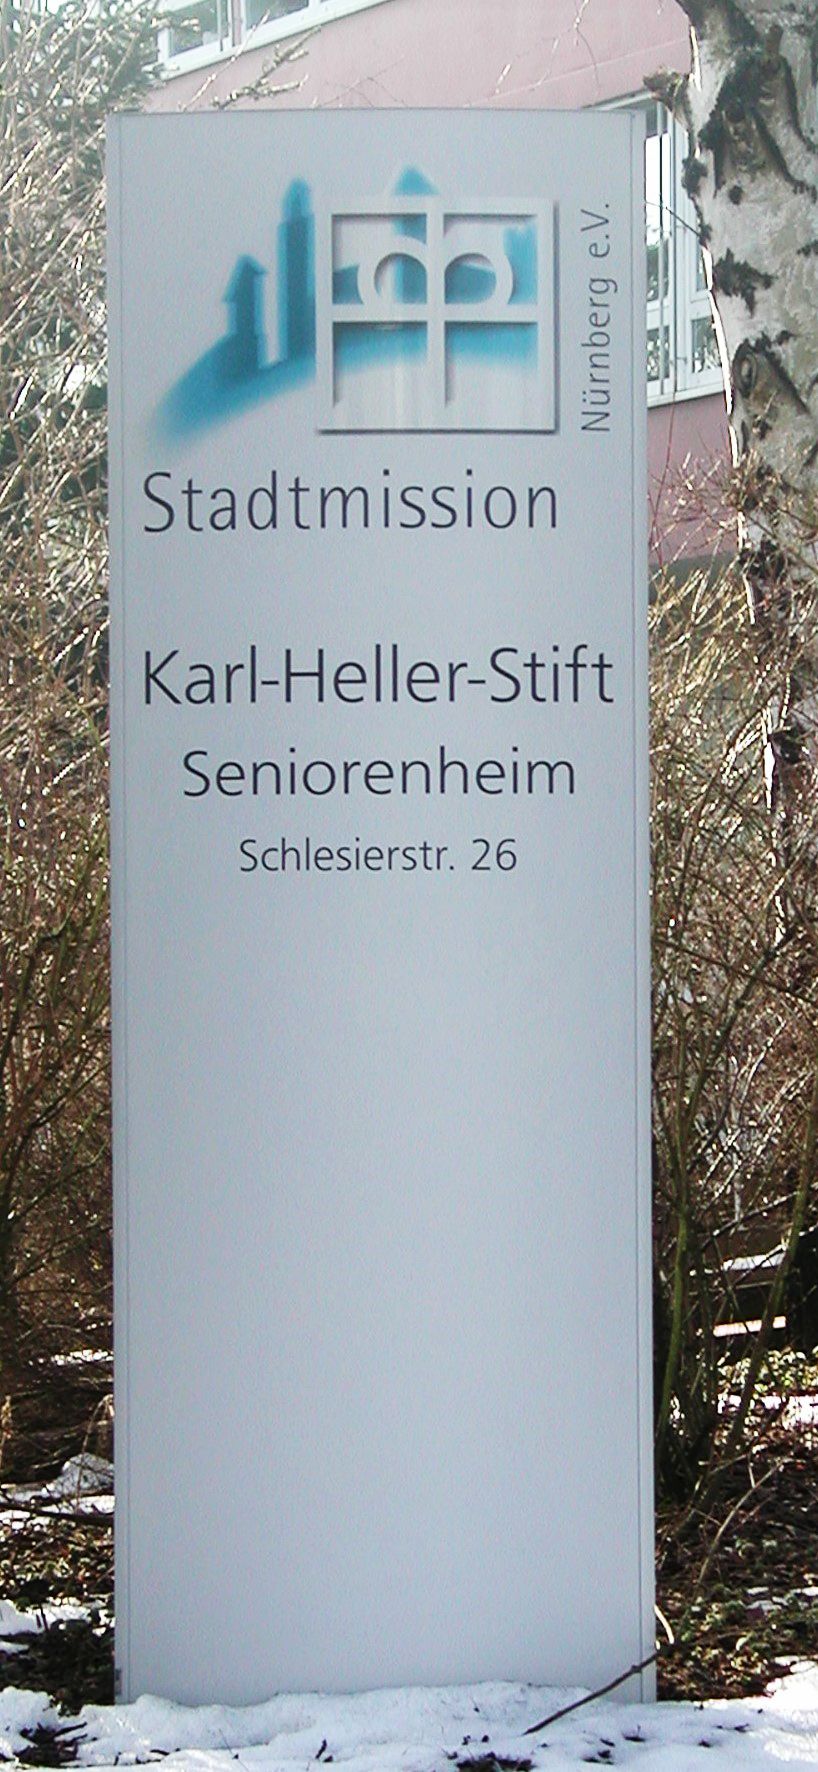 Nürnberg e.V.
Stadtmission
Karl-Heller-Stift
Seniorenheim
Schlesierstr. 26